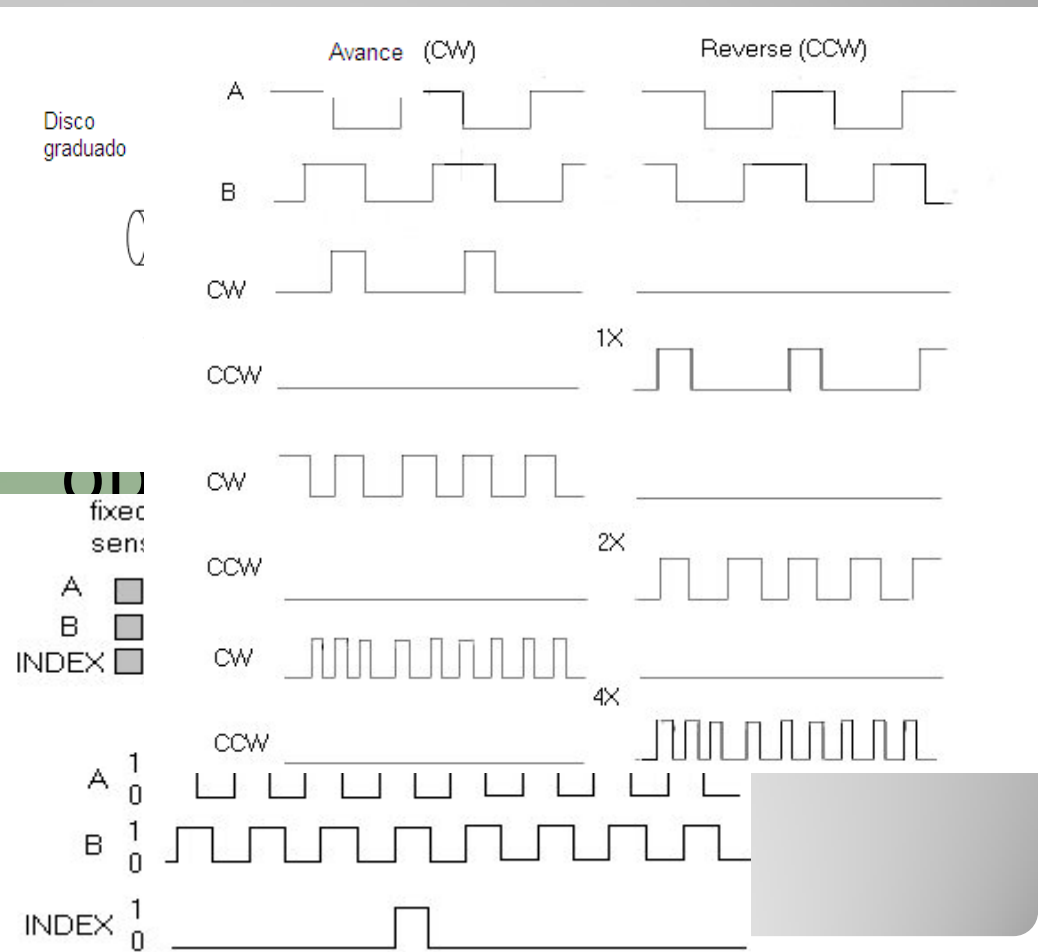 Avance (CW) Reverse (CCW)
A
Disco
graduado
B
CW
1X
CCW
CW
2X
CCW
fixed
A
B
CW
INDEX
4X
CCW
A 1
0
B 1
0
INDEX 1
0